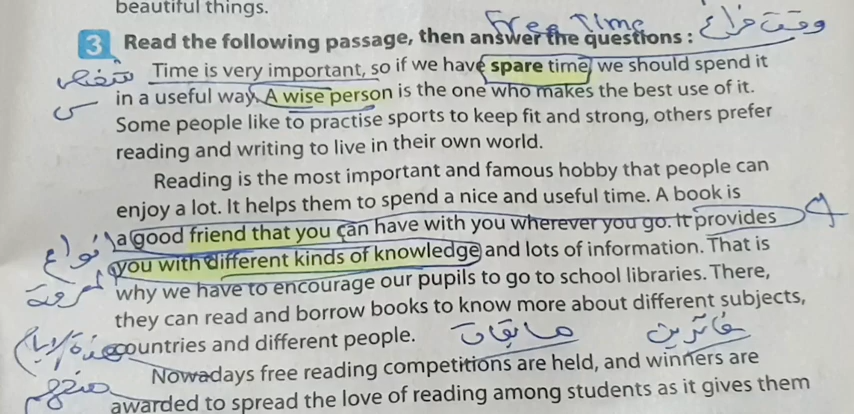 beautiful things.
Free Time
وقت فراغ
3 Read the following passage, then answer the questions :
Time is very important, so if we have spare time, we should spend it
in a useful way. A wise person is the one who makes the best use of it.
Some people like to practise sports to keep fit and strong, others prefer
reading and writing to live in their own world.
Reading is the most important and famous hobby that people can
enjoy a lot. It helps them to spend a nice and useful time. A book is
a good friend that you can have with you wherever you go. It provides
أنواع
you with different kinds of knowledge and lots of information. That is
معرفة
why we have to encourage our pupils to go to school libraries. There,
they can read and borrow books to know more about different subjects,
countries and different people.
مسابقات
فائزين
Nowadays free reading competitions are held, and winners are
awarded to spread the love of reading among students as it gives them